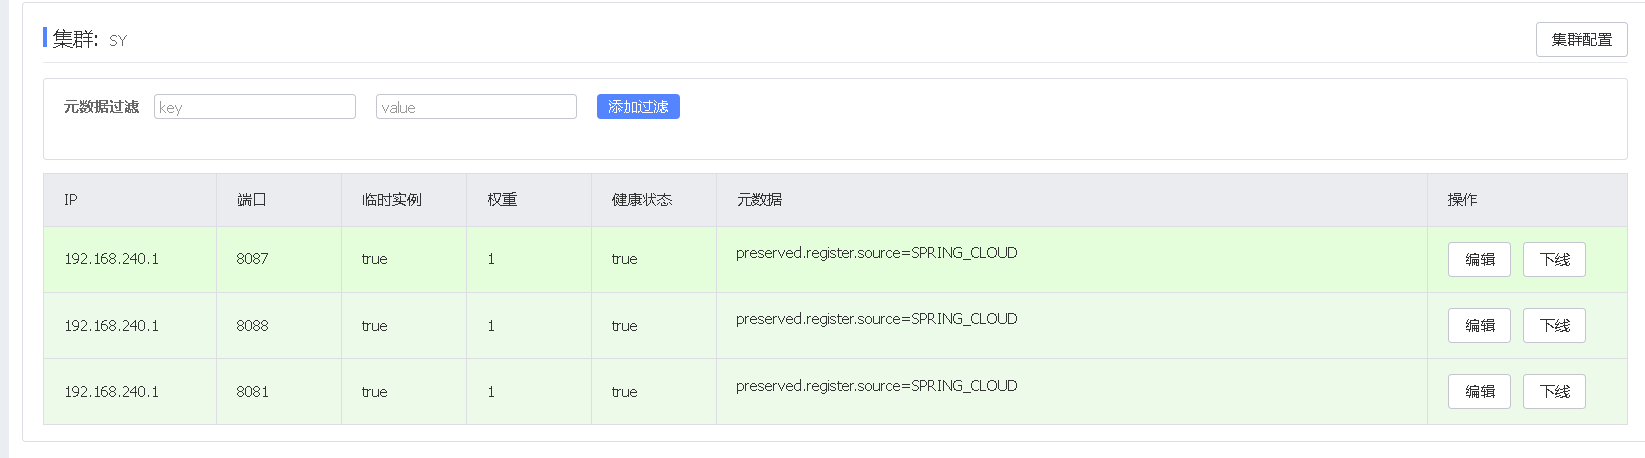 集群: SY
集群配置
元数据过滤 key value 添加过滤
IP 端口 临时实例 权重 健康状态 元数据 操作
192.168.240.1 8087 true 1 true preserved.register.source=SPRING_CLOUD 编辑 下线
192.168.240.1 8088 true 1 true preserved.register.source=SPRING_CLOUD 编辑 下线
192.168.240.1 8081 true 1 true preserved.register.source=SPRING_CLOUD 编辑 下线